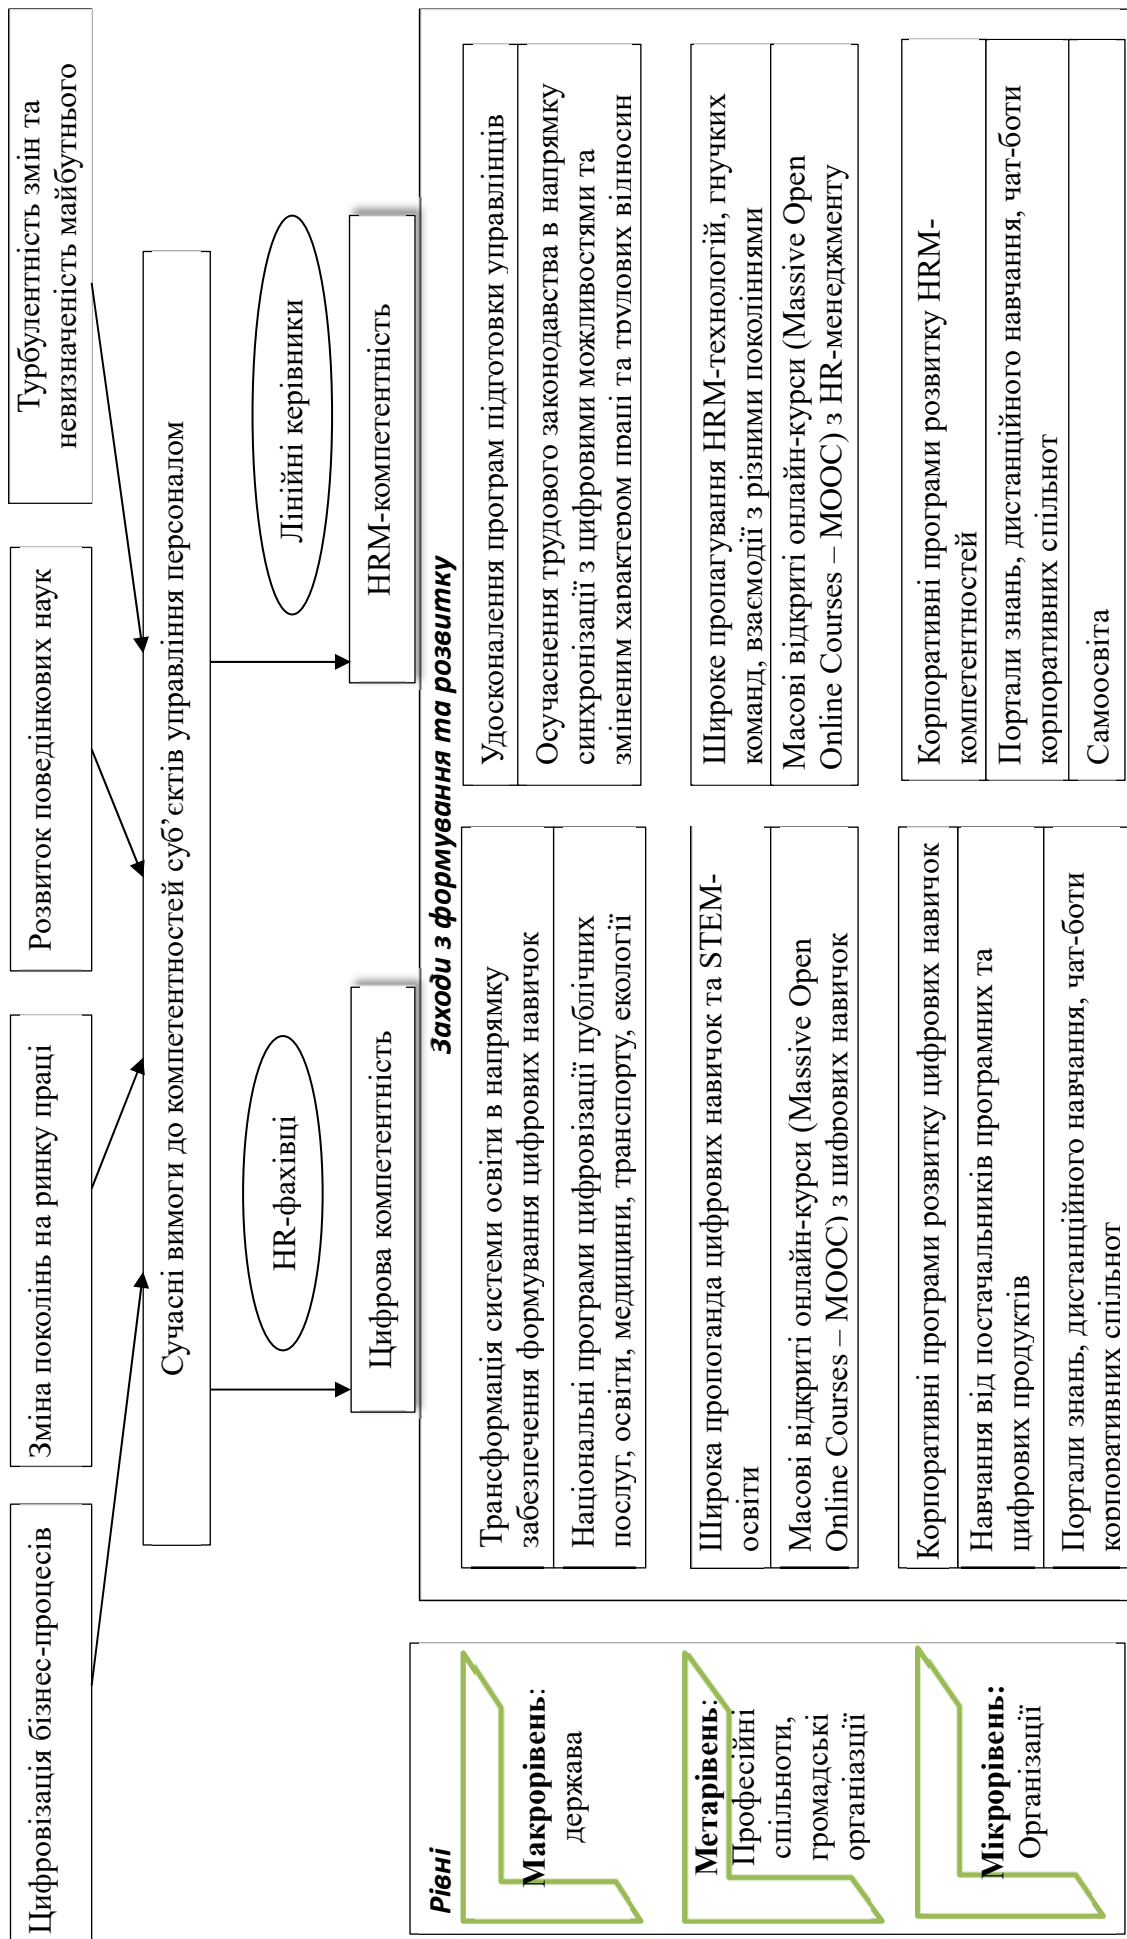 Цифровізація бізнес-процесів
Зміна поколінь на ринку праці
Розвиток поведінкових наук
Турбулентність змін та
невизначеність майбутнього
Сучасні вимоги до компетентностей суб’єктів управління персоналом
HR-фахівці
Лінійні керівники
Цифрова компетентність
HRM-компетентність
Рівні
Заходи з формування та розвитку
Макрорівень:
держава
Трансформація системи освіти в напрямку
забезпечення формування цифрових навичок
Національні програми цифровізації публічних
послуг, освіти, медицини, транспорту, екології
Удосконалення програм підготовки управлінців
Осучаснення трудового законодавства в напрямку
синхронізації з цифровими можливостями та
зміненим характером праці та трудових відносин
Метарівень:
Професійні
спільноти,
громадські
органіазції
Широка пропоганда цифрових навичок та STEM-
освіти
Масові відкриті онлайн-курси (Massive Open
Online Courses – MOOC) з цифрових навичок
Широке пропагування HRM-технологій, гнучких
команд, взаємодії з різними поколіннями
Масові відкриті онлайн-курси (Massive Open
Online Courses – MOOC) з HR-менеджменту
Мікрорівень:
Організації
Корпоративні програми розвитку цифрових навичок
Навчання від постачальників програмних та
цифрових продуктів
Портали знань, дистанційного навчання, чат-боти
корпоративних спільнот
Корпоративні програми розвитку HRM-
компетентностей
Портали знань, дистанційного навчання, чат-боти
корпоративних спільнот
Самоосвіта